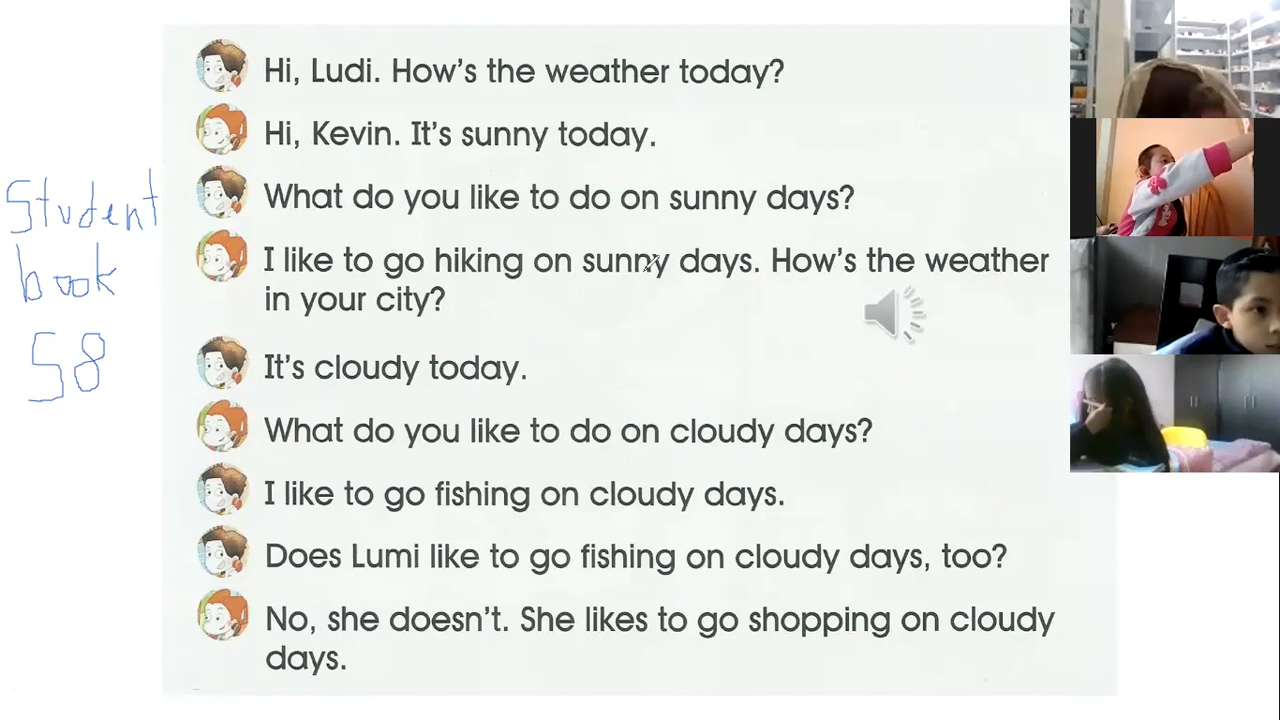 Hi, Ludi. How's the weather today?
Hi, Kevin. It's sunny today.
What do you like to do on sunny days?
I like to go hiking on sunny days. How's the weather
in your city?
It's cloudy today.
What do you like to do on cloudy days?
I like to go fishing on cloudy days.
Does Lumi like to go fishing on cloudy days, too?
No, she doesn't. She likes to go shopping on cloudy
days.
Student
book
58